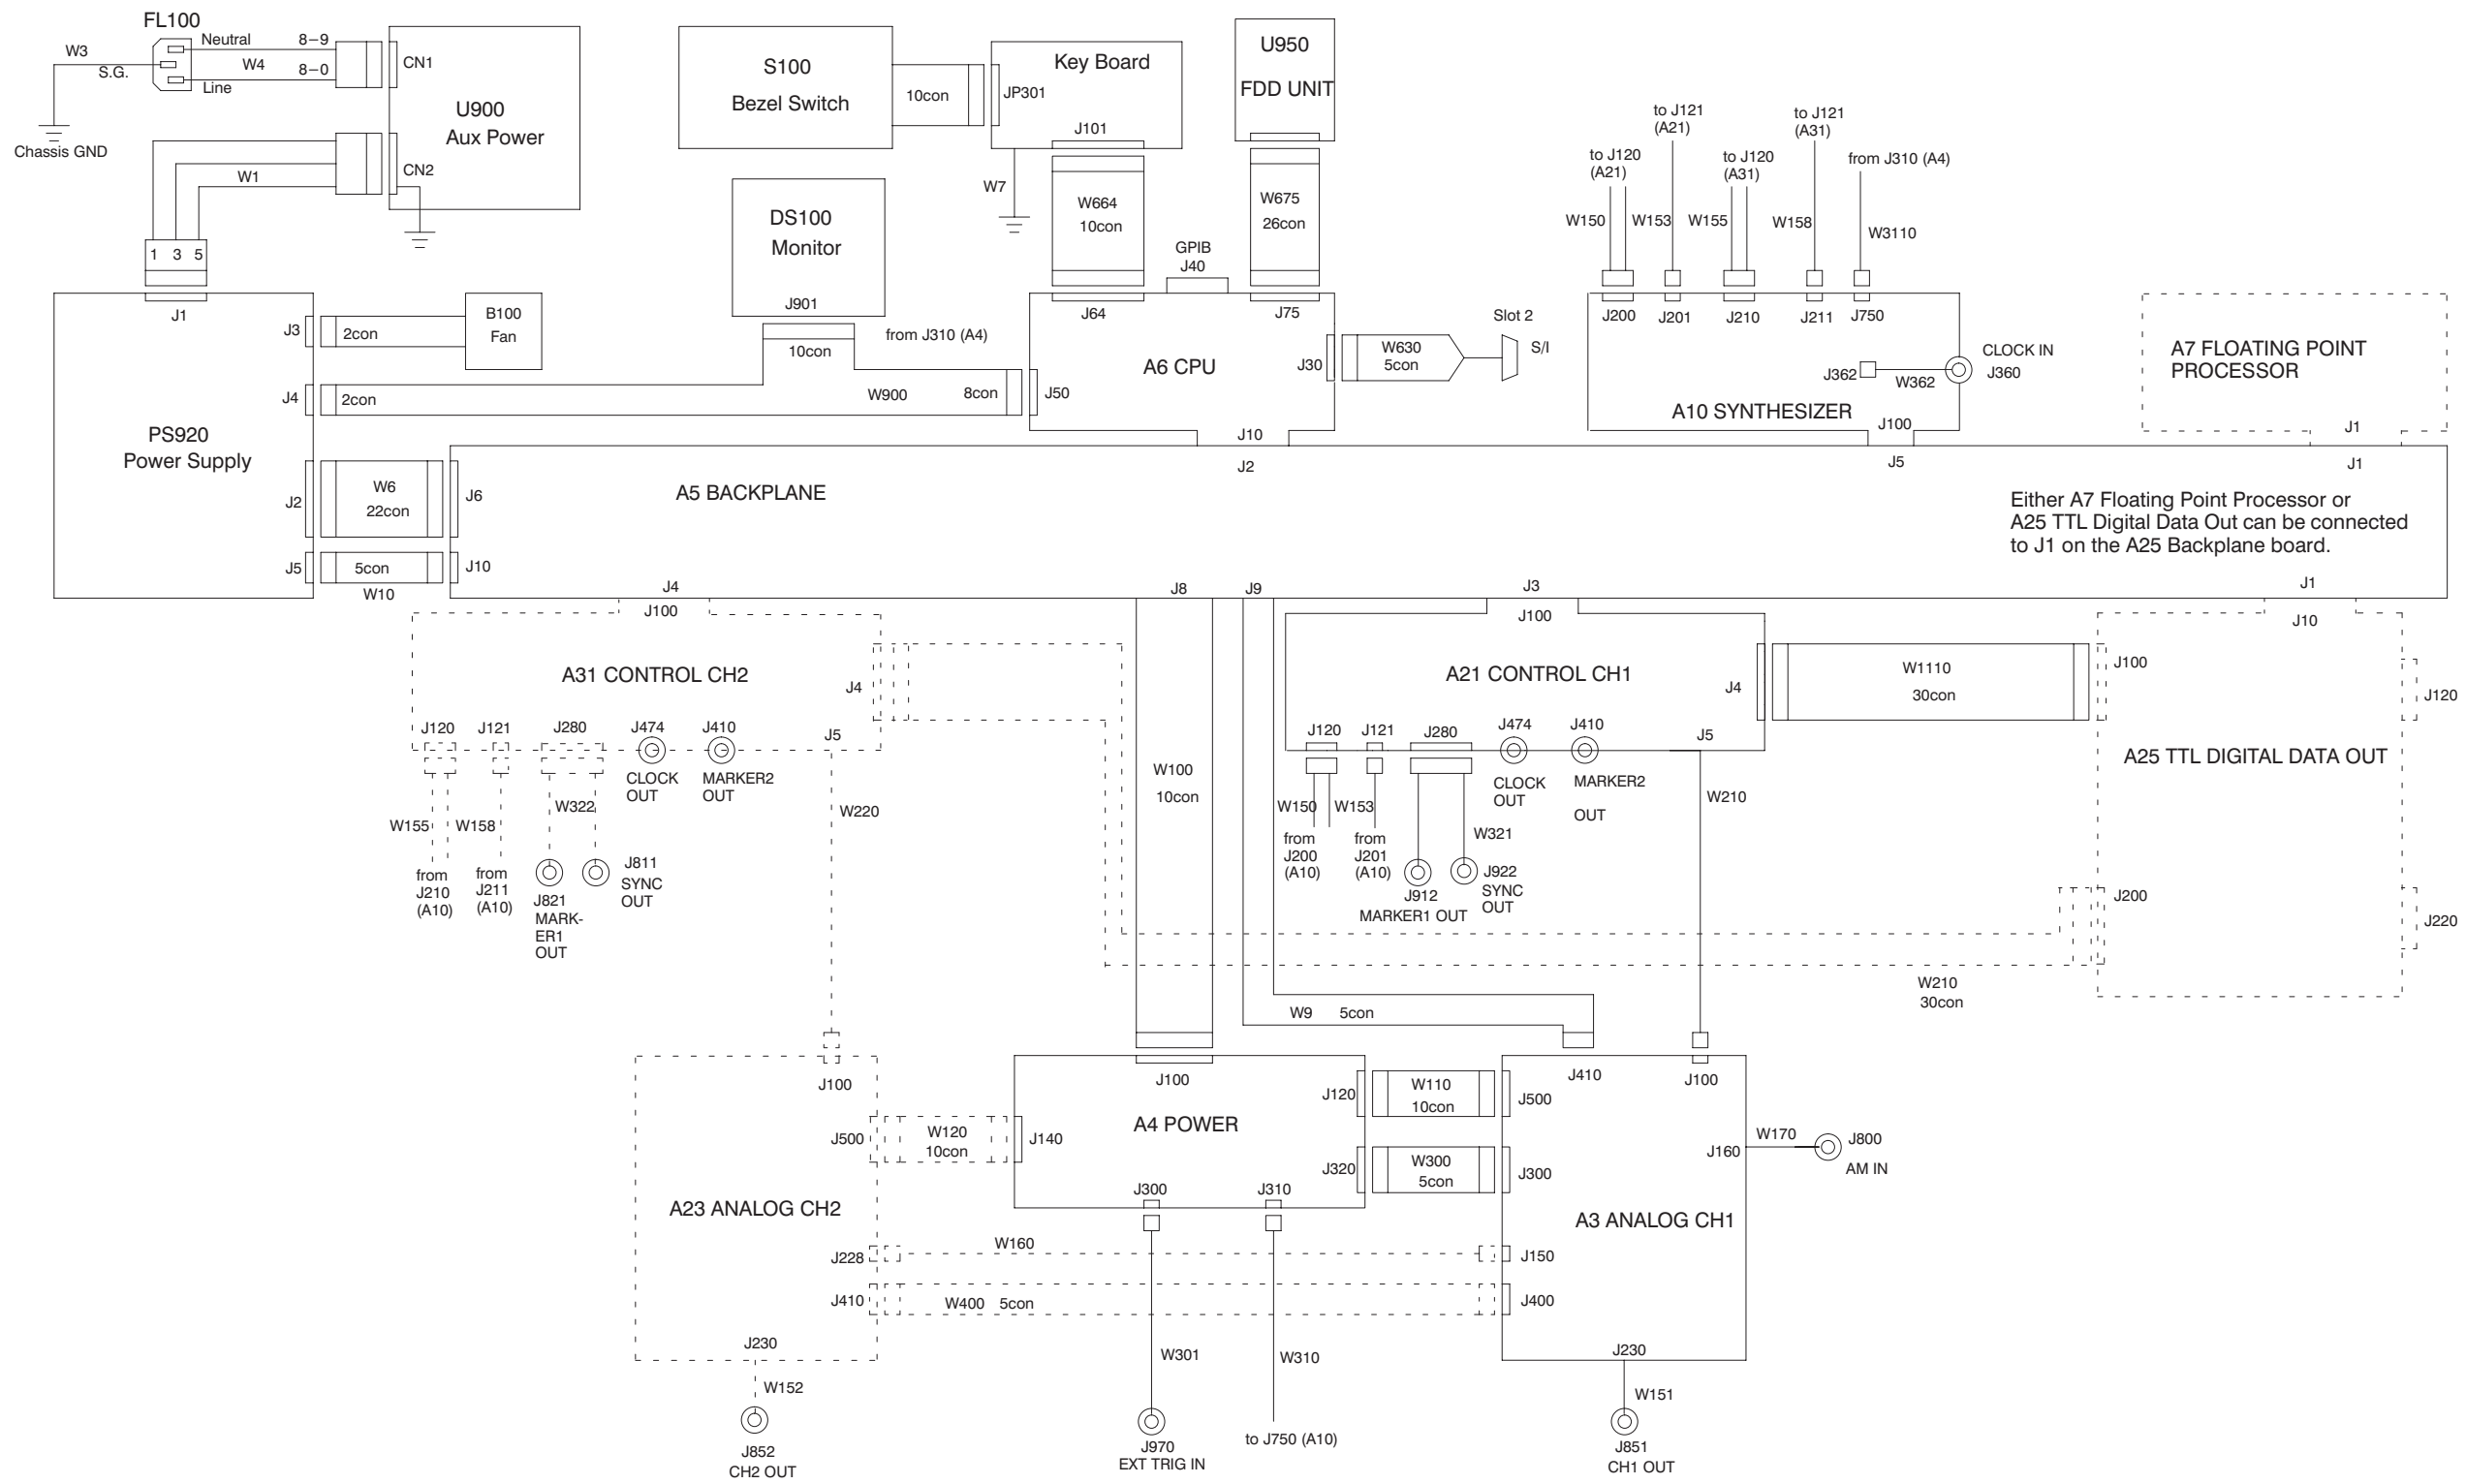 FL100
W3
S.G.
Neutral
8–9
W4
8–0
Line
Chassis GND
CN1
U900
Aux Power
CN2
W1
1 3 5
S100
Bezel Switch
10con
JP301
Key Board
J101
U950
FDD UNIT
W7
W664
10con
W675
26con
GPIB
J40
DS100
Monitor
J901
10con
from J310 (A4)
to J120
(A21)
to J121
(A21)
to J120
(A31)
to J121
(A31)
from J310 (A4)
W150
W153
W155
W158
W3110
J1
J3
2con
B100
Fan
J4
2con
W900
8con
J50
J64
J75
A6 CPU
J30
W630
5con
Slot 2
S/I
J10
J200
J201
J210
J211
J750
J362
W362
CLOCK IN
J360
A10 SYNTHESIZER
J100
A7 FLOATING POINT
PROCESSOR
J1
PS920
Power Supply
J2
W6
22con
J6
J5
5con
J10
W10
A5 BACKPLANE
J2
J5
J1
Either A7 Floating Point Processor or
A25 TTL Digital Data Out can be connected
to J1 on the A25 Backplane board.
J4
J8
J9
J3
J1
J100
J100
J10
A31 CONTROL CH2
J4
A21 CONTROL CH1
J4
W1110
30con
J100
J120
J120
J121
J280
J474
J410
J5
CLOCK
OUT
MARKER2
OUT
J120
J121
J280
J474
J410
J5
CLOCK
OUT
MARKER2
OUT
A25 TTL DIGITAL DATA OUT
W155
W158
W322
W220
W100
10con
W150
W153
W321
W210
from
J210
(A10)
from
J211
(A10)
J821
MARK-
ER1
OUT
J811
SYNC
OUT
from
J200
(A10)
from
J201
(A10)
J912
MARKER1 OUT
J922
SYNC
OUT
J200
J220
W210
30con
W9
5con
J100
J100
J410
J100
J500
W120
10con
J140
A4 POWER
J120
W110
10con
J500
J320
W300
5con
J300
J160
W170
J800
AM IN
J300
J310
A23 ANALOG CH2
A3 ANALOG CH1
J228
W160
J150
J410
W400
5con
J400
J230
W152
J852
CH2 OUT
W301
J970
EXT TRIG IN
W310
to J750 (A10)
J230
W151
J851
CH1 OUT